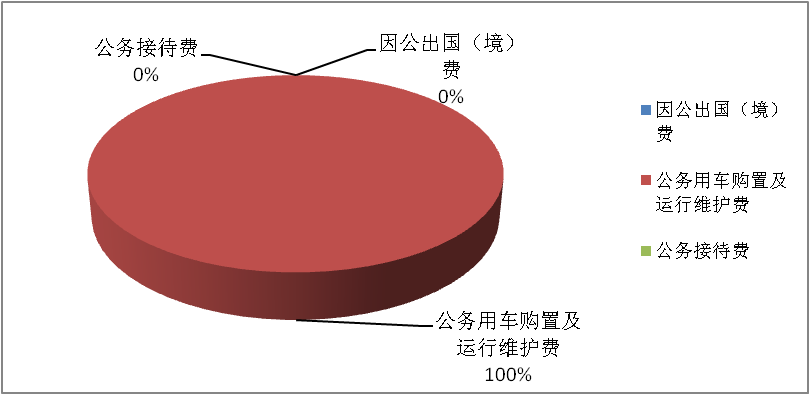 公务接待费
0%
因公出国（境）
费
0%
公务用车购置及
运行维护费
100%
因公出国（境）
费
公务用车购置及
运行维护费
公务接待费